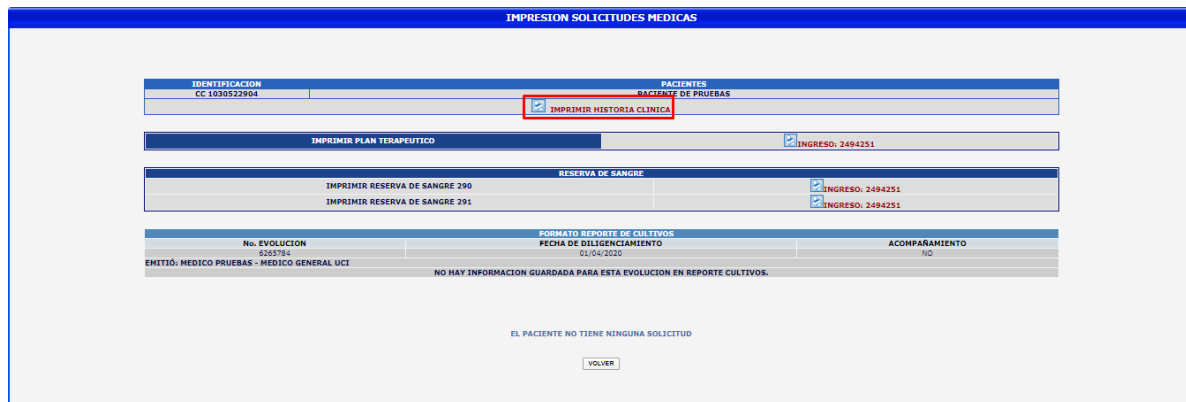 IMPRESION SOLICITUDES MEDICAS
IDENTIFICACION PACIENTES
CC 1030522904 PACIENTE DE PRUEBAS
IMPRIMIR HISTORIA CLINICA
IMPRIMIR PLAN TERAPEUTICO INGRESO: 2494251
RESERVA DE SANGRE
IMPRIMIR RESERVA DE SANGRE 290 INGRESO: 2494251
IMPRIMIR RESERVA DE SANGRE 291 INGRESO: 2494251
FORMATO REPORTE DE CULTIVOS
No. EVOLUCION FECHA DE DILIGENCIAMIENTO ACOMPAÑAMIENTO
6265784 01/04/2020 NO
EMITIÓ: MEDICO PRUEBAS - MEDICO GENERAL UCI
NO HAY INFORMACION GUARDADA PARA ESTA EVOLUCION EN REPORTE CULTIVOS.
EL PACIENTE NO TIENE NINGUNA SOLICITUD
VOLVER